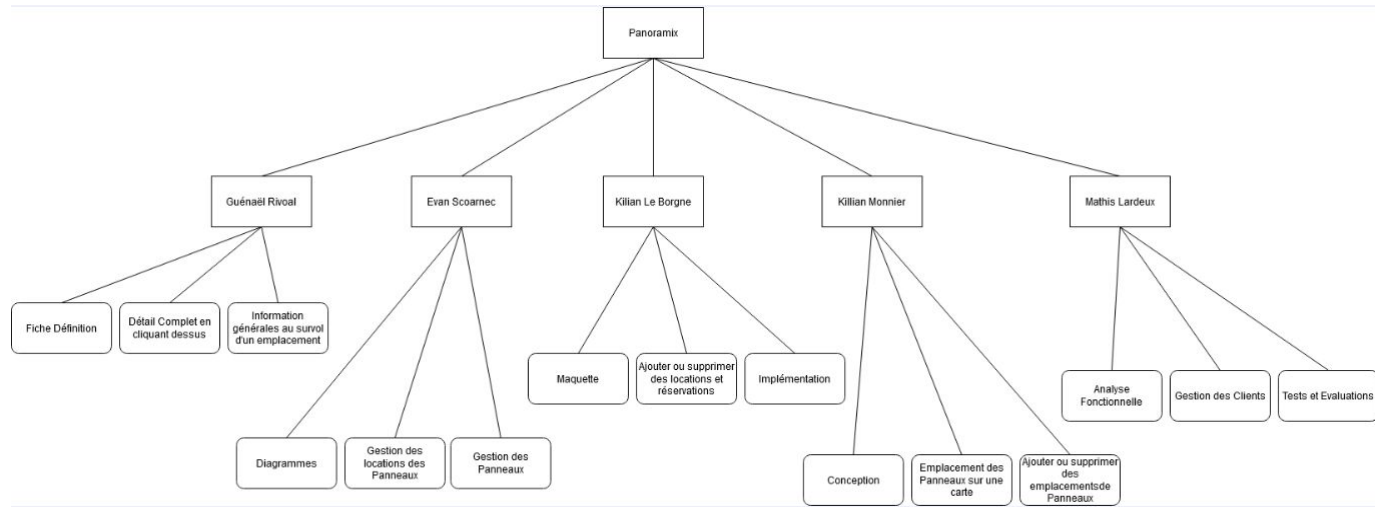 Panoramix
Guénaël Rivoal
Evan Scoarnec
Kilian Le Borgne
Killian Monnier
Mathis Lardeux
Fiche Définition
Détail Complet en
cliquant dessus
Information
générales au survol
d'un emplacement
Maquette
Ajouter ou supprimer
des locations et
réservations
Implémentation
Analyse
Fonctionnelle
Gestion des Clients
Tests et Evaluations
Diagrammes
Gestion des
locations des
Panneaux
Gestion des
Panneaux
Conception
Emplacement des
Panneaux sur une
carte
Ajouter ou supprimer
des
emplacementsde
Panneaux